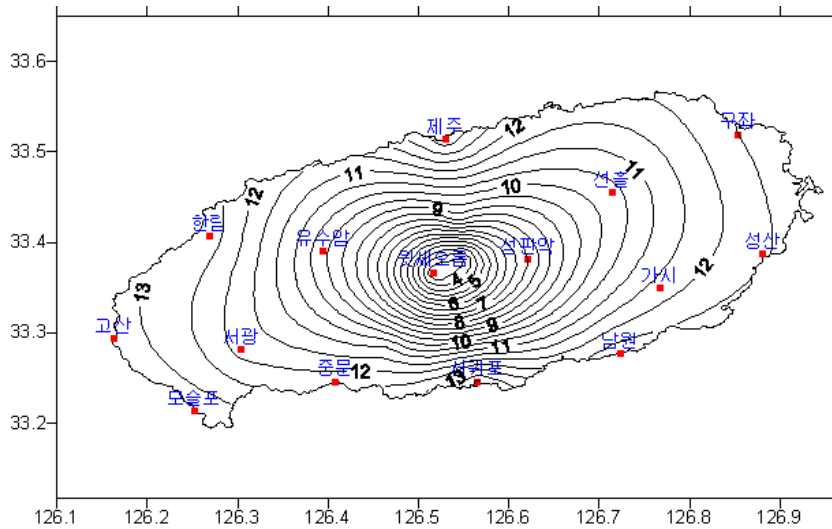 33.6
33.5
33.4
33.3
33.2
제주
12
구좌
11
11
선흘
10
12
9
한림
유수암
윗세오름
성판악
성산
4
5
가시
12
13
6
7
고산
8
9
서광
10
11
남원
중문
12
서귀포
13
모슬포
126.1
126.2
126.3
126.4
126.5
126.6
126.7
126.8
126.9